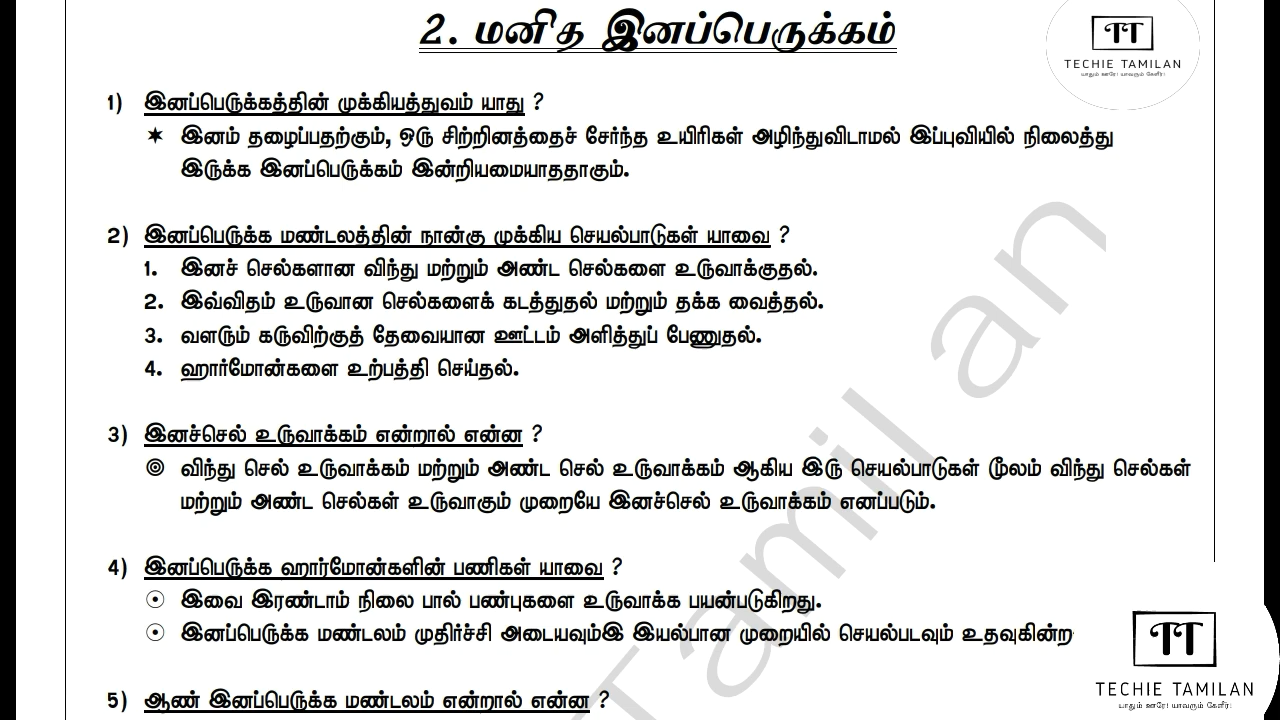 2. மனித இனப்பெருக்கம்
TT
TECHIE TAMILAN
யாதும் ஊரே! யாவரும் கேளீர்!
1) இனப்பெருக்கத்தின் முக்கியத்துவம் யாது ?
✶ இனம் தழைப்பதற்கும், ஒரு சிற்றினத்தைச் சேர்ந்த உயிரிகள் அழிந்துவிடாமல் இப்புவியில் நிலைத்து
இருக்க இனப்பெருக்கம் இன்றியமையாததாகும்.
2) இனப்பெருக்க மண்டலத்தின் நான்கு முக்கிய செயல்பாடுகள் யாவை ?
1. இனச் செல்களான விந்து மற்றும் அண்ட செல்களை உருவாக்குதல்.
2. இவ்விதம் உருவான செல்களைக் கடத்துதல் மற்றும் தக்க வைத்தல்.
3. வளரும் கருவிற்குத் தேவையான ஊட்டம் அளித்துப் பேணுதல்.
4. ஹார்மோன்களை உற்பத்தி செய்தல்.
3) இனச்செல் உருவாக்கம் என்றால் என்ன ?
◎ விந்து செல் உருவாக்கம் மற்றும் அண்ட செல் உருவாக்கம் ஆகிய இரு செயல்பாடுகள் மூலம் விந்து செல்கள்
மற்றும் அண்ட செல்கள் உருவாகும் முறையே இனச்செல் உருவாக்கம் எனப்படும்.
4) இனப்பெருக்க ஹார்மோன்களின் பணிகள் யாவை ?
☉ இவை இரண்டாம் நிலை பால் பண்புகளை உருவாக்க பயன்படுகிறது.
☉ இனப்பெருக்க மண்டலம் முதிர்ச்சி அடையவும்இ இயல்பான முறையில் செயல்படவும் உதவுகின்ற
5) ஆண் இனப்பெருக்க மண்டலம் என்றால் என்ன ?
Tamilan
TT
TECHIE TAMILAN
யாதும் ஊரே! யாவரும் கேளீர்!